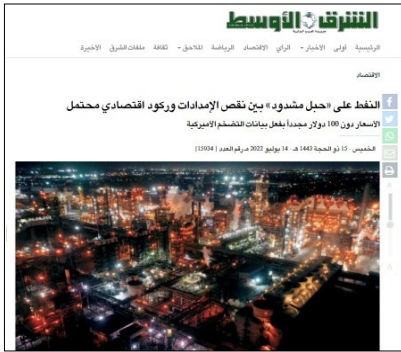 الشرق الأوسط
الرئيسية أولى الاخبار الرأي الاقتصاد الرياضة الملاحق ثقافة ملفات الشرق الأخيرة
الاقتصاد
النفط على «حبل مشدود» بين نقص الإمدادات وركود اقتصادي محتمل
الأسعار دون 100 دولار مجدداً بفعل بيانات التضخم الأميركية
الخميس - 15 ذو الحجة 1443 هـ - 14 يوليو 2022 مـ رقم العدد [15934]